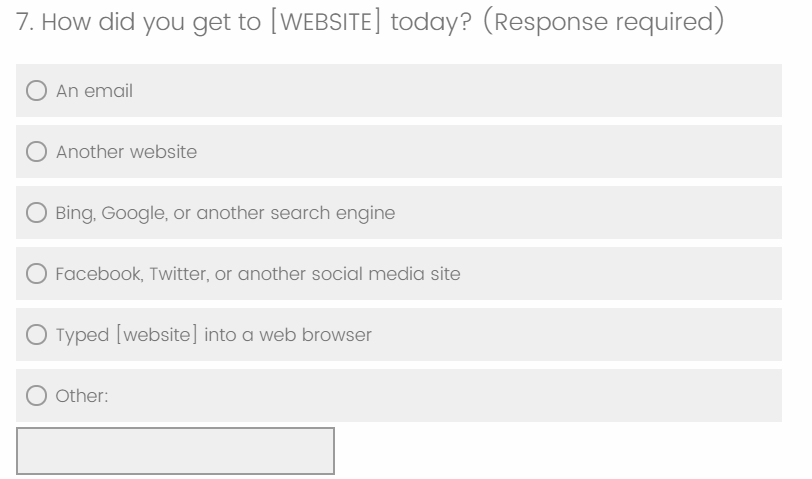 7. How did you get to [WEBSITE] today? (Response required)
An email
Another website
Bing, Google, or another search engine
Facebook, Twitter, or another social media site
Typed [website] into a web browser
Other: